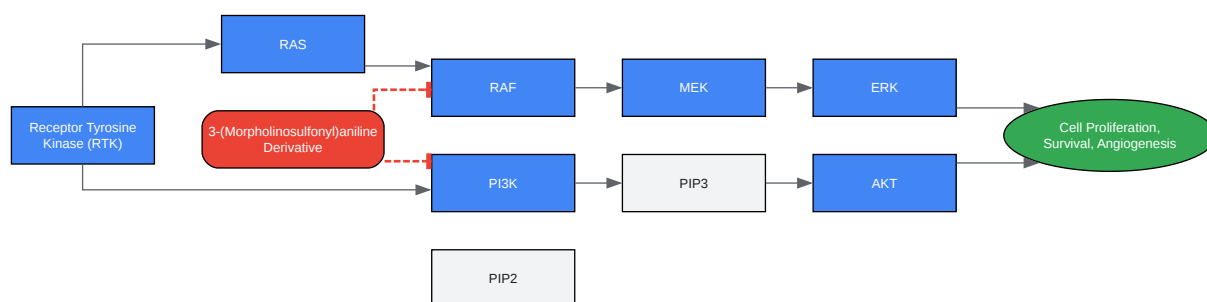 RAS
RAF
MEK
ERK
Receptor Tyrosine
Kinase (RTK)
3-(Morpholinosulfonyl)aniline
Derivative
Cell Proliferation,
Survival, Angiogenesis
PI3K
PIP3
AKT
PIP2